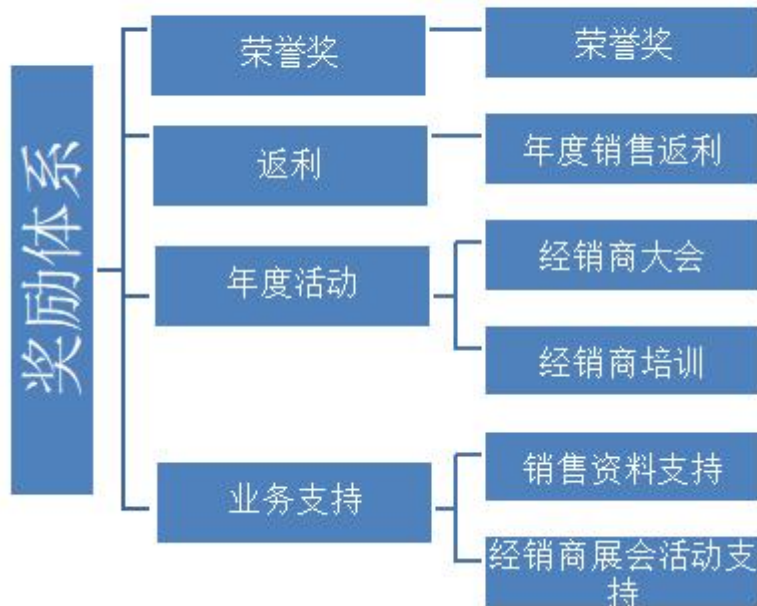 奖励体系
荣誉奖
荣誉奖
返利
年度销售返利
年度活动
经销商大会
经销商培训
业务支持
销售资料支持
经销商展会活动支
持